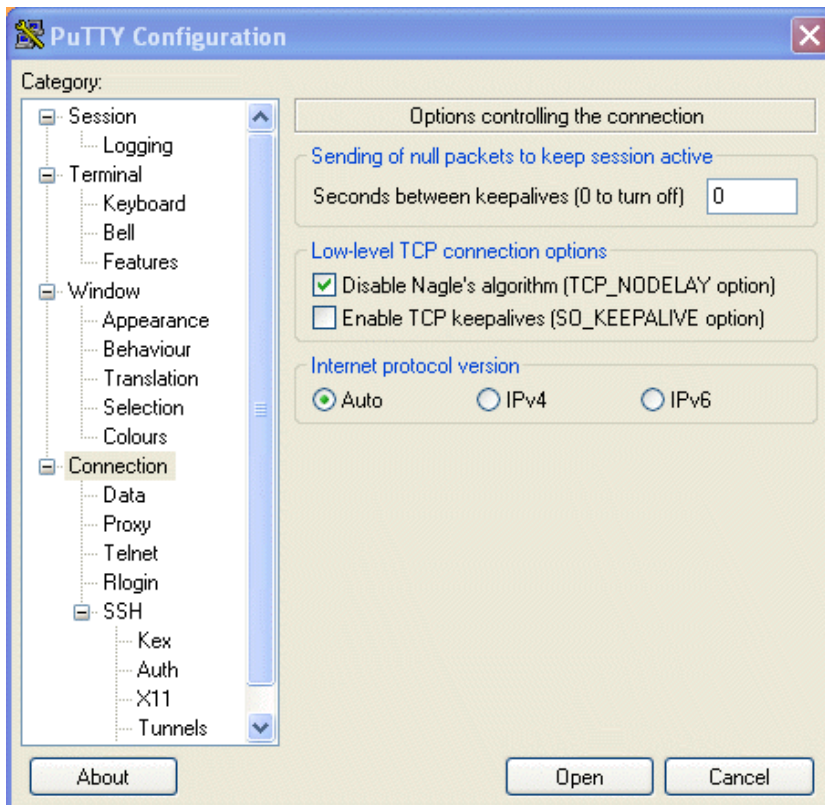 PuTTY Configuration
Category:
Session
Logging
Terminal
Keyboard
Bell
Features
Window
Appearance
Behaviour
Translation
Selection
Colours
Connection
Data
Proxy
Telnet
Rlogin
SSH
Kex
Auth
X11
Tunnels
Options controlling the connection
Sending of null packets to keep session active
Seconds between keepalives (0 to turn off) 0
Low-level TCP connection options
Disable Nagle's algorithm (TCP_NODELAY option)
Enable TCP keepalives (SO_KEEPALIVE option)
Internet protocol version
Auto IPv4 IPv6
About Open Cancel